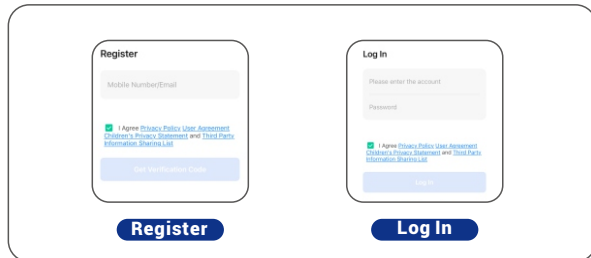 Register
Mobile Number/Email
I Agree Privacy Policy User Agreement
Children's Privacy Statement and Third Party
Information Sharing List
Get Verification Code
Register
Log In
Please enter the account
Password
I Agree Privacy Policy User Agreement
Children's Privacy Statement and Third Party
Information Sharing List
Log In
Log In